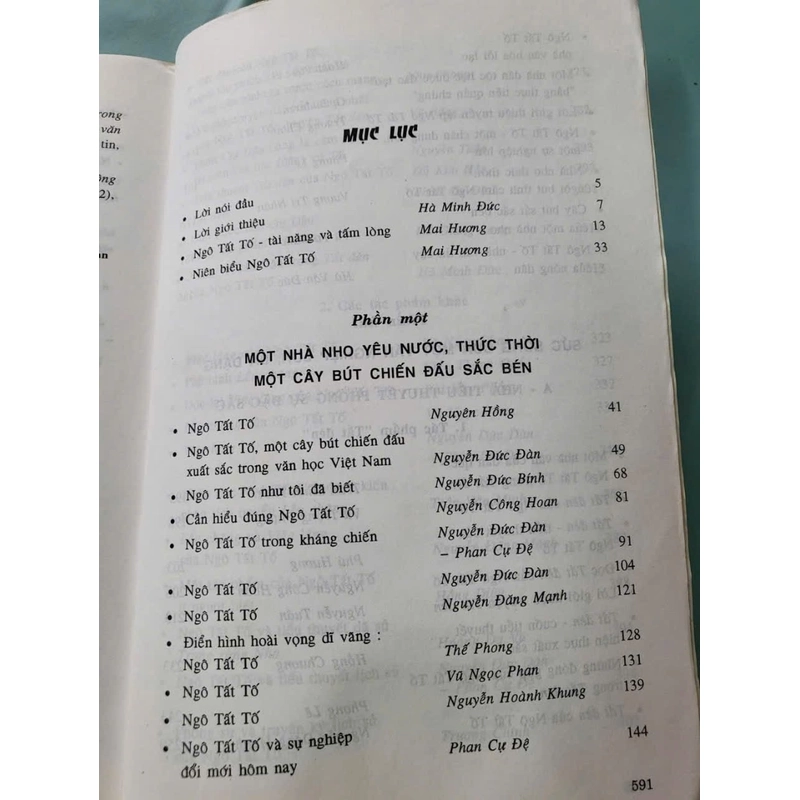 rong
văn
tin,
ông
2),
an
Mục lục
• Lời nói đầu 5
• Lời giới thiệu Hà Minh Đức 7
• Ngô Tất Tố - tài năng và tấm lòng Mai Hương 13
• Niên biểu Ngô Tất Tố Mai Hương 33
Phần một
MỘT NHÀ NHO YÊU NƯỚC, THỨC THỜI
MỘT CÂY BÚT CHIẾN ĐẤU SẮC BÉN
• Ngô Tất Tố Nguyên Hồng 41
• Ngô Tất Tố, một cây bút chiến đấu
xuất sắc trong văn học Việt Nam Nguyễn Đức Đàn 49
• Ngô Tất Tố như tôi đã biết Nguyễn Đức Bính 68
• Cần hiểu đúng Ngô Tất Tố Nguyễn Công Hoan 81
• Ngô Tất Tố trong kháng chiến Nguyễn Đức Đàn
– Phan Cự Đệ 91
• Ngô Tất Tố Nguyễn Đức Đàn 104
• Ngô Tất Tố Nguyễn Đăng Mạnh 121
• Điển hình hoài vọng dĩ vãng :
Ngô Tất Tố Thế Phong 128
• Ngô Tất Tố Vũ Ngọc Phan 131
• Ngô Tất Tố Nguyễn Hoành Khung 139
• Ngô Tất Tố và sự nghiệp
đổi mới hôm nay Phan Cự Đệ 144
591